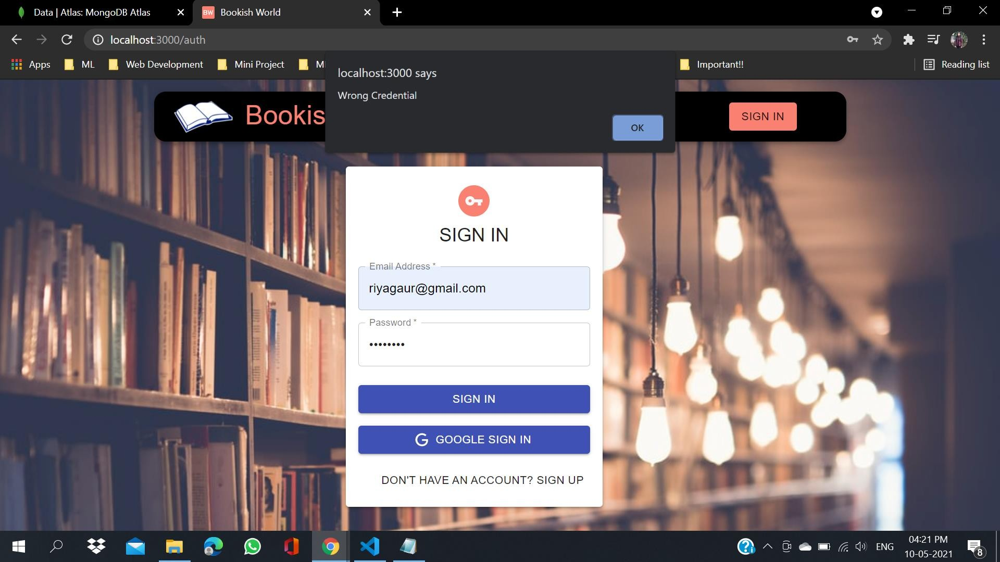 Data | Atlas: MongoDB Atlas
BW Bookish World
localhost:3000/auth
Apps ML Web Development Mini Project Important!! Reading list
localhost:3000 says
Wrong Credential
OK
Bookis
SIGN IN
SIGN IN
Email Address *
riyagaur@gmail.com
Password *
••••••••
SIGN IN
G GOOGLE SIGN IN
DON'T HAVE AN ACCOUNT? SIGN UP
ENG
04:21 PM
10-05-2021
8